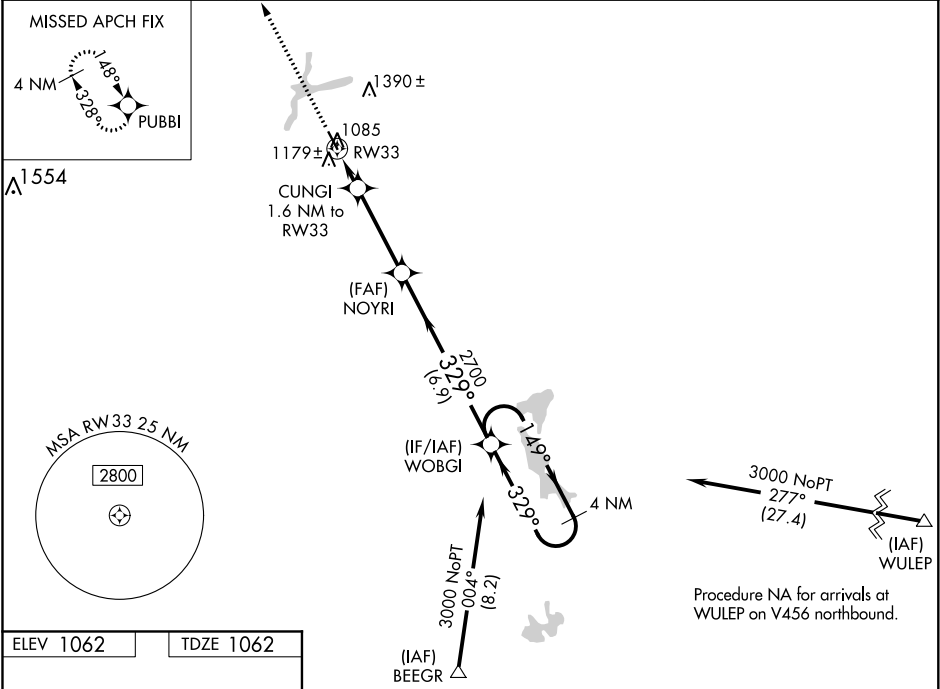 MISSED APCH FIX
4 NM
148°
328°
PUBBI
1554
1390 ±
1085
1179 ±
RW33
CUNGI
1.6 NM to
RW33
(FAF)
NOYRI
2700
329°
(6.9)
(IF/IAF)
WOBGI
149°
329°
4 NM
MSA RW33 25 NM
2800
3000 NoPT
277°
(27.4)
(IAF)
WULEP
3000 NoPT
004°
(8.2)
(IAF)
BEEGR
Procedure NA for arrivals at
WULEP on V456 northbound.
ELEV 1062
TDZE 1062